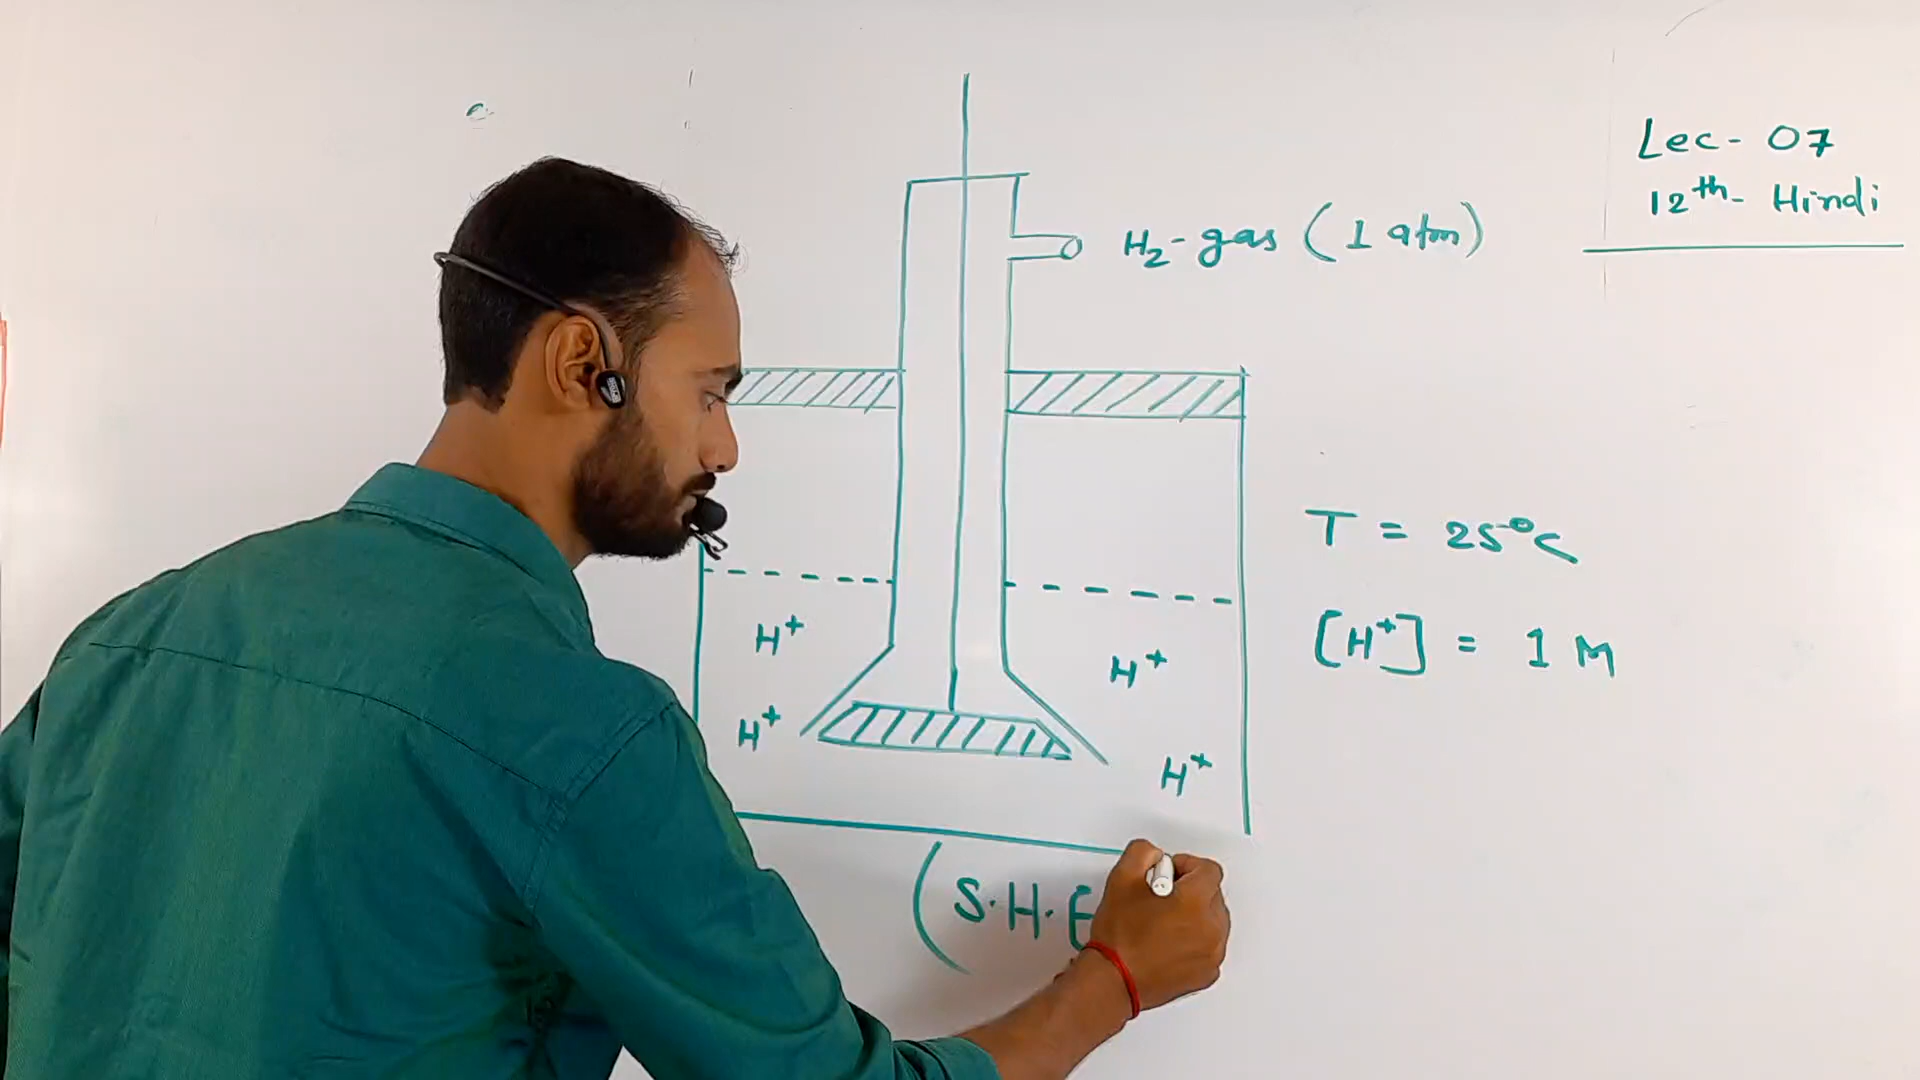 Lec- 07
12th- Hindi
H2-gas (1 atm)
T = 25°C
[H+] = 1 M
H+
H+
H+
H+
(S.H.E